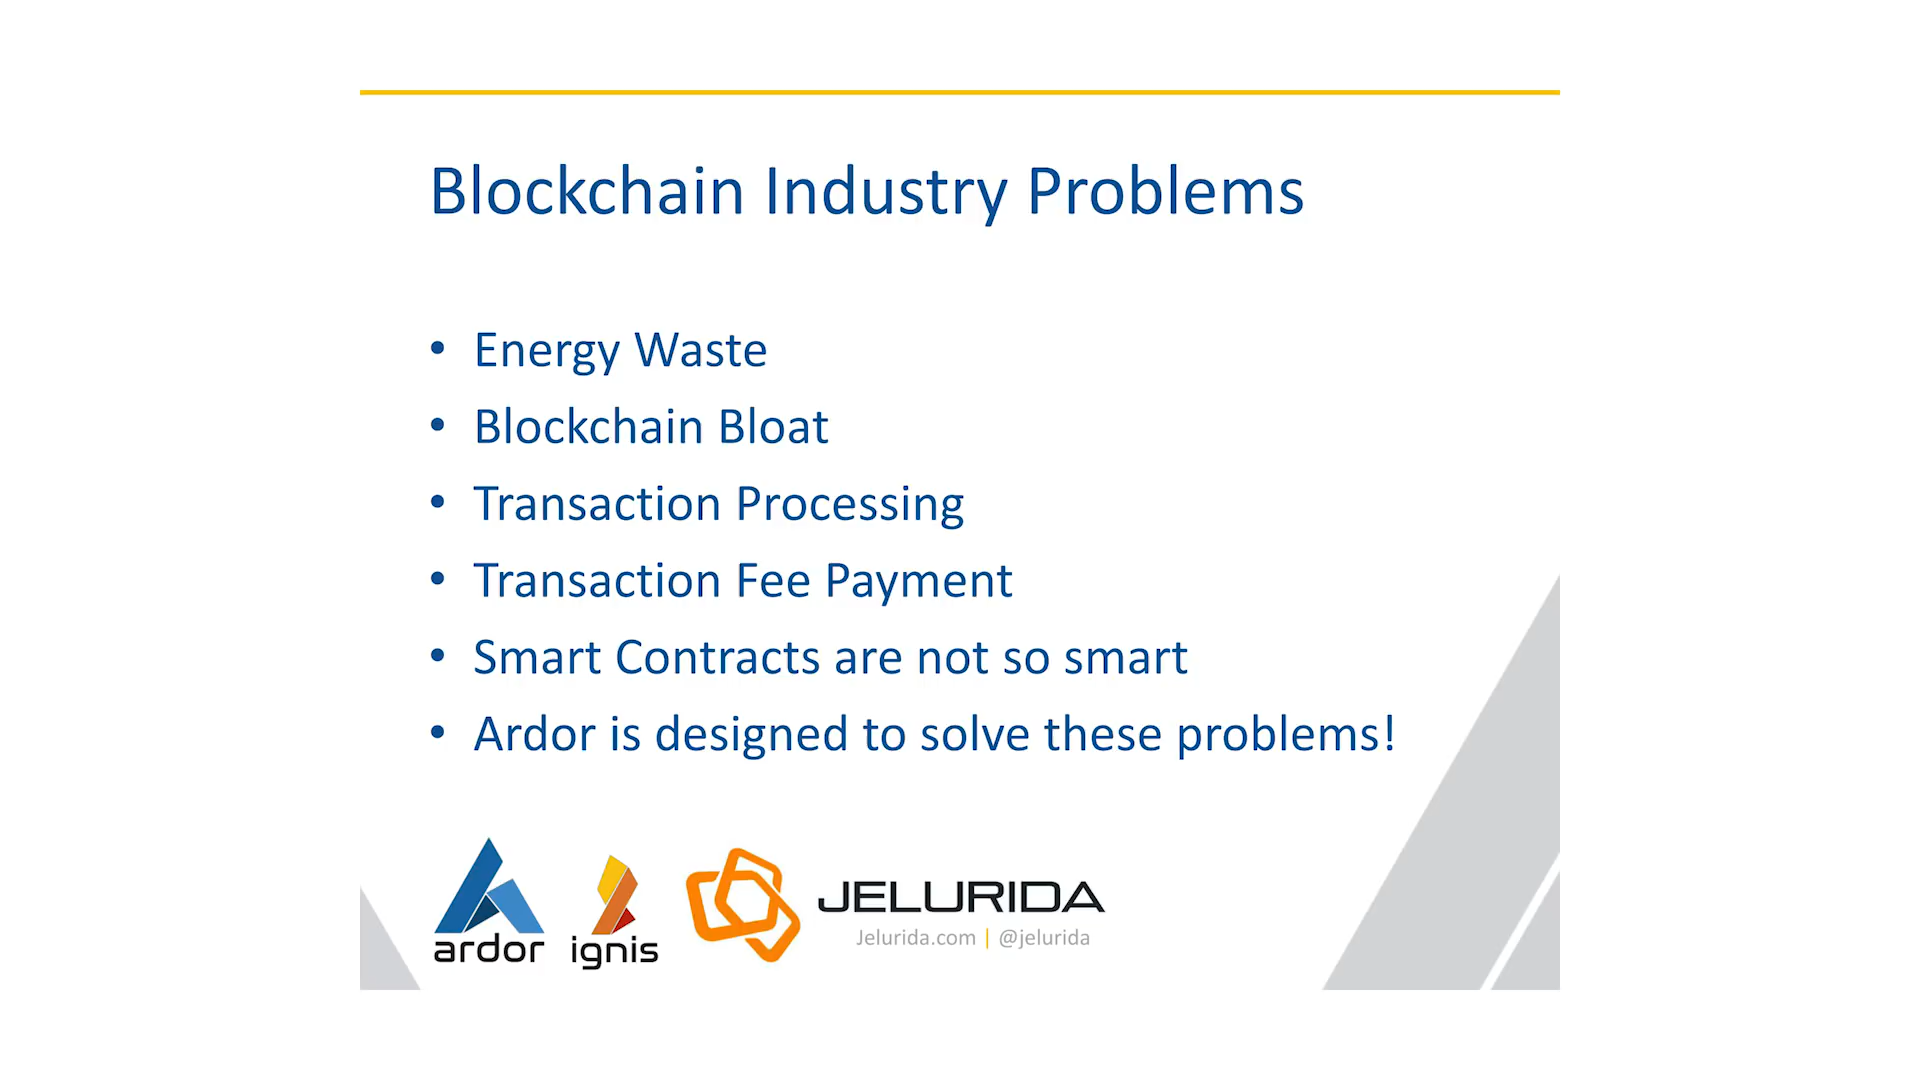 Blockchain Industry Problems
• Energy Waste
• Blockchain Bloat
• Transaction Processing
• Transaction Fee Payment
• Smart Contracts are not so smart
• Ardor is designed to solve these problems!
ardor
ignis
JELURIDA
Jelurida.com | @jelurida